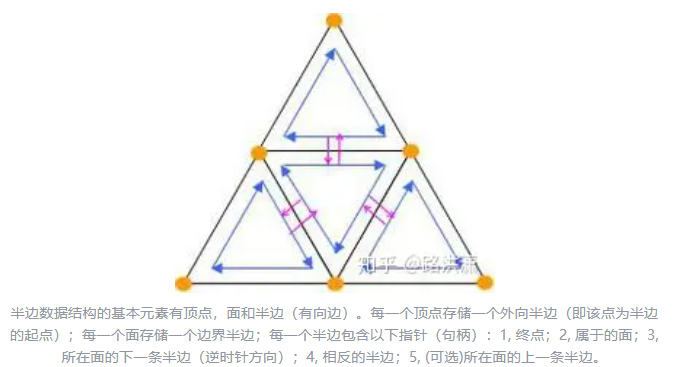 知乎 @路洪流
半边数据结构的基本元素有顶点，面和半边（有向边）。每一个顶点存储一个外向半边（即该点为半边
的起点）；每一个面存储一个边界半边；每一个半边包含以下指针（句柄）：1, 终点；2, 属于的面；3,
所在面的下一条半边（逆时针方向）；4, 相反的半边；5, (可选)所在面的上一条半边。